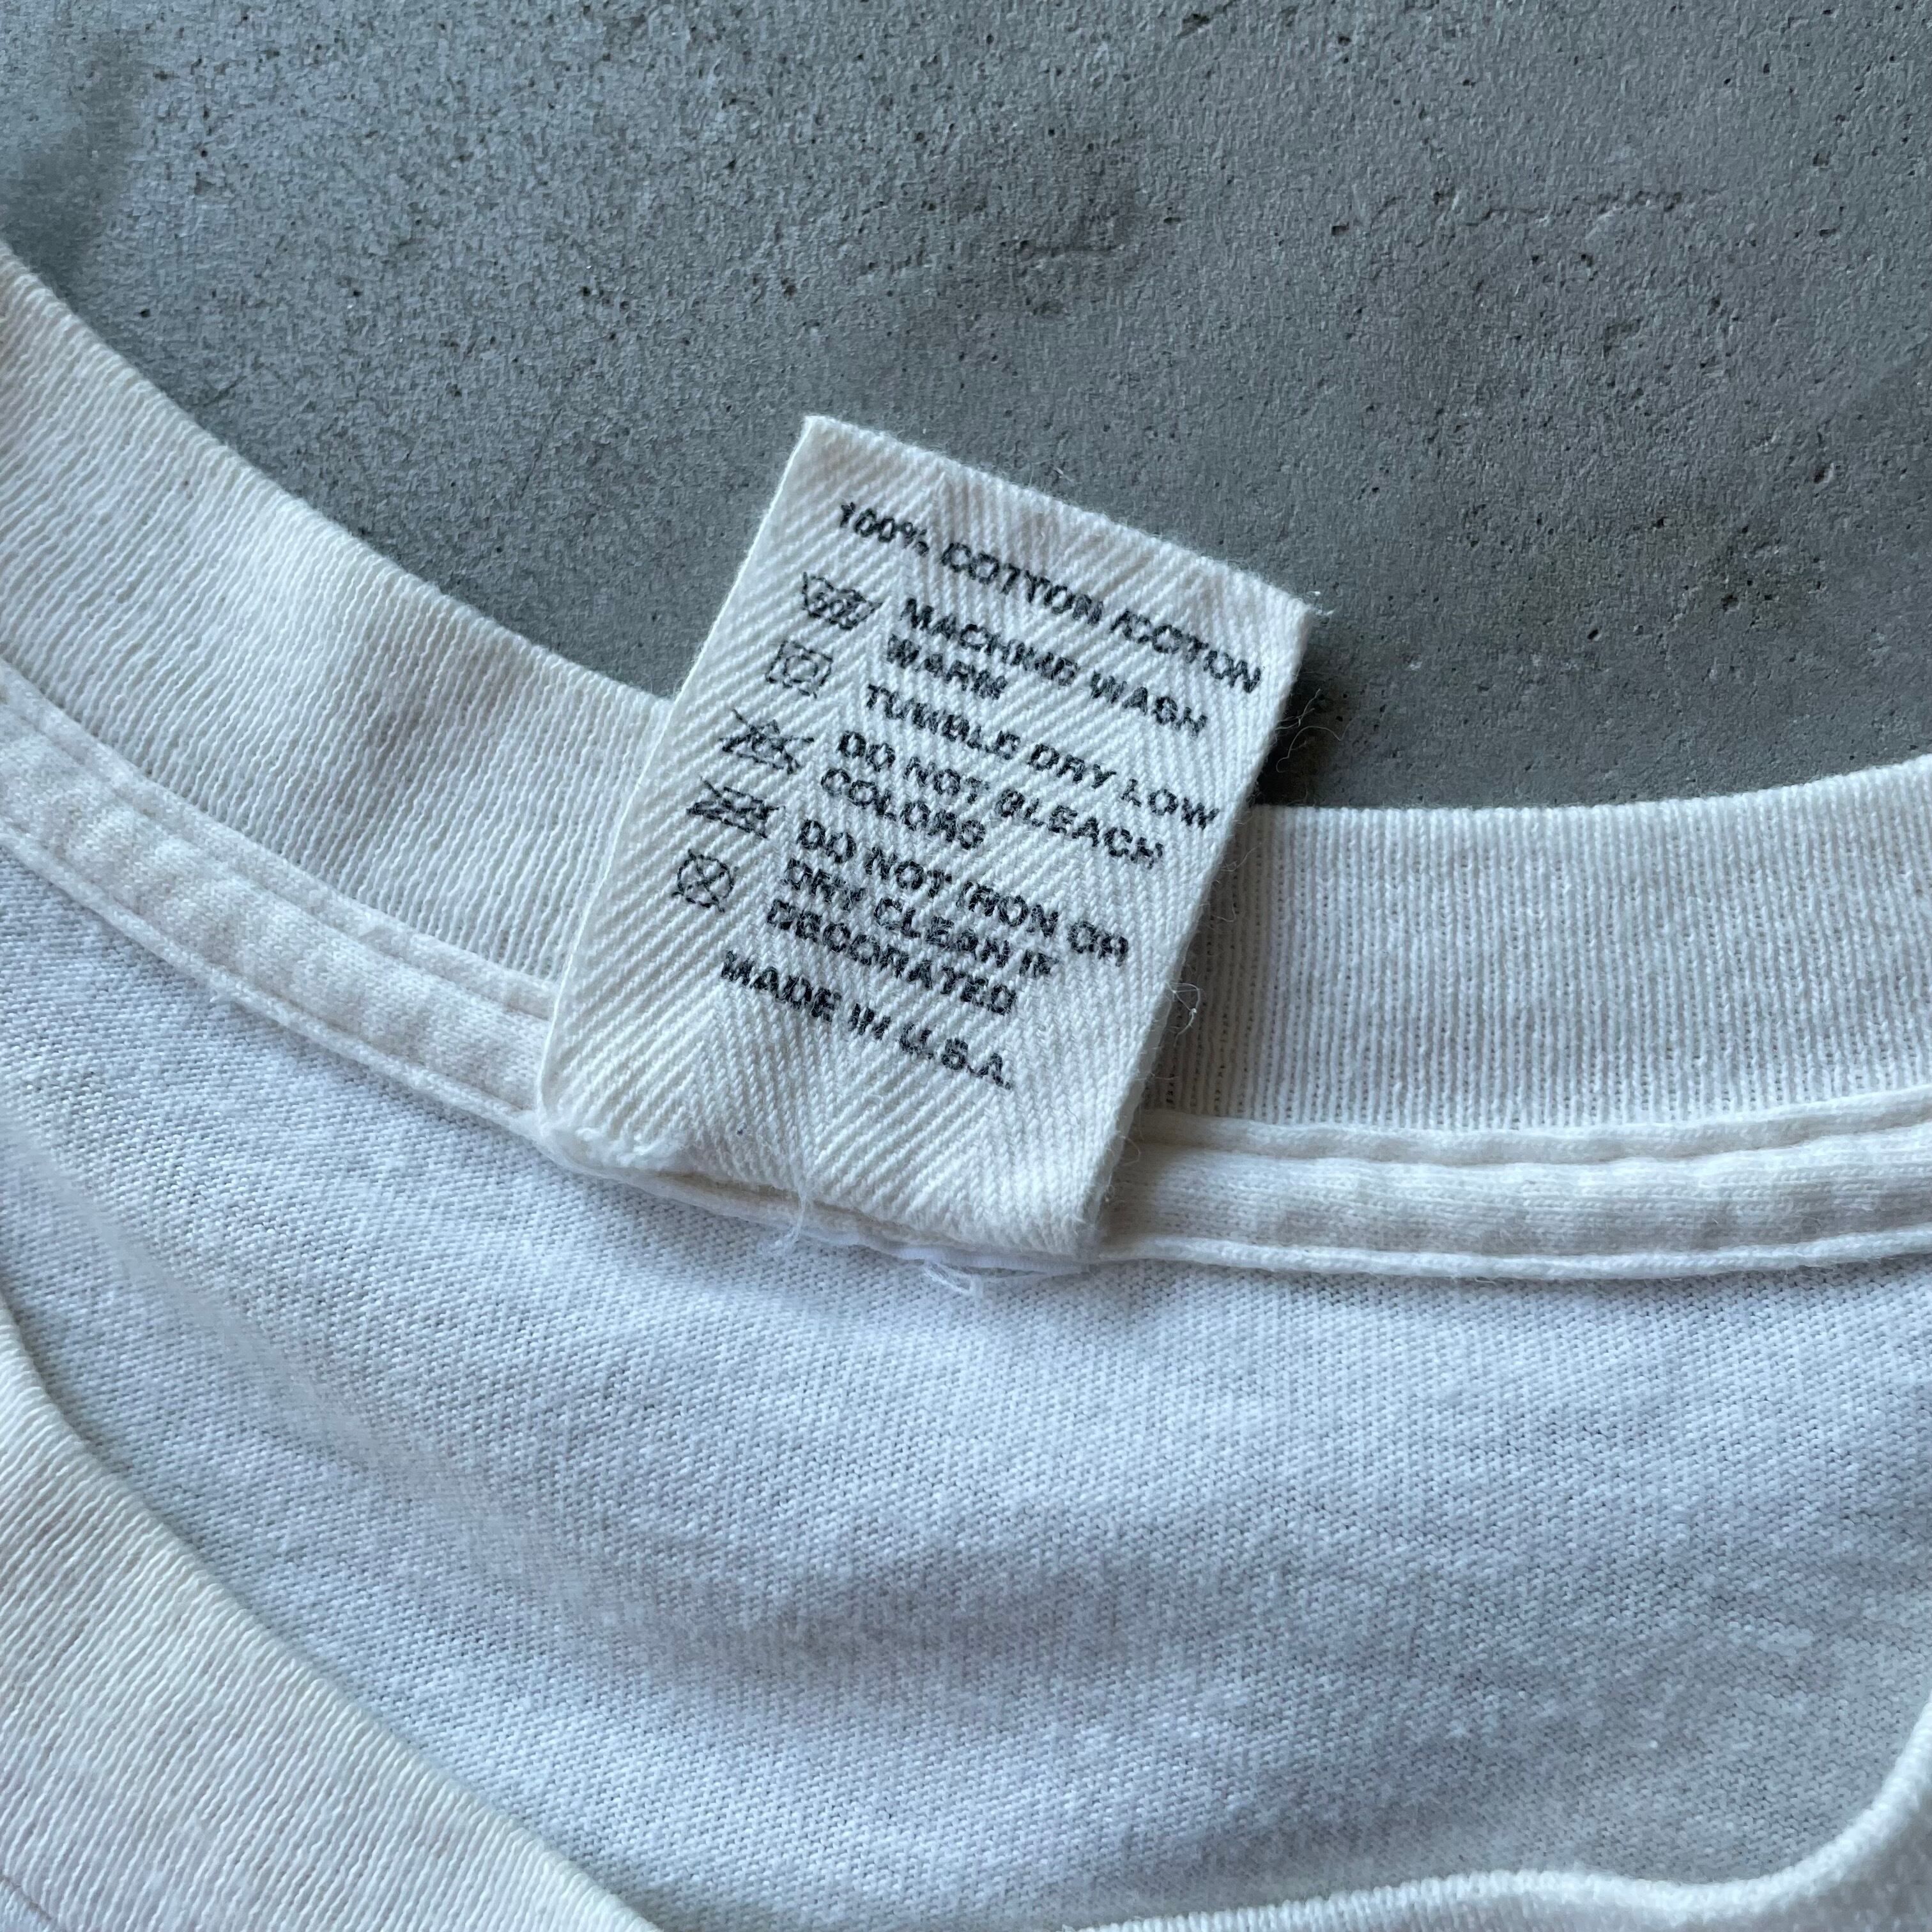 100% COTTON/COTON
MACHINE WASH
WARM
TUMBLE DRY LOW
DO NOT BLEACH
COLORS
DO NOT IRON OR
DRY CLEAN IF
DECORATED
MADE IN U.S.A.